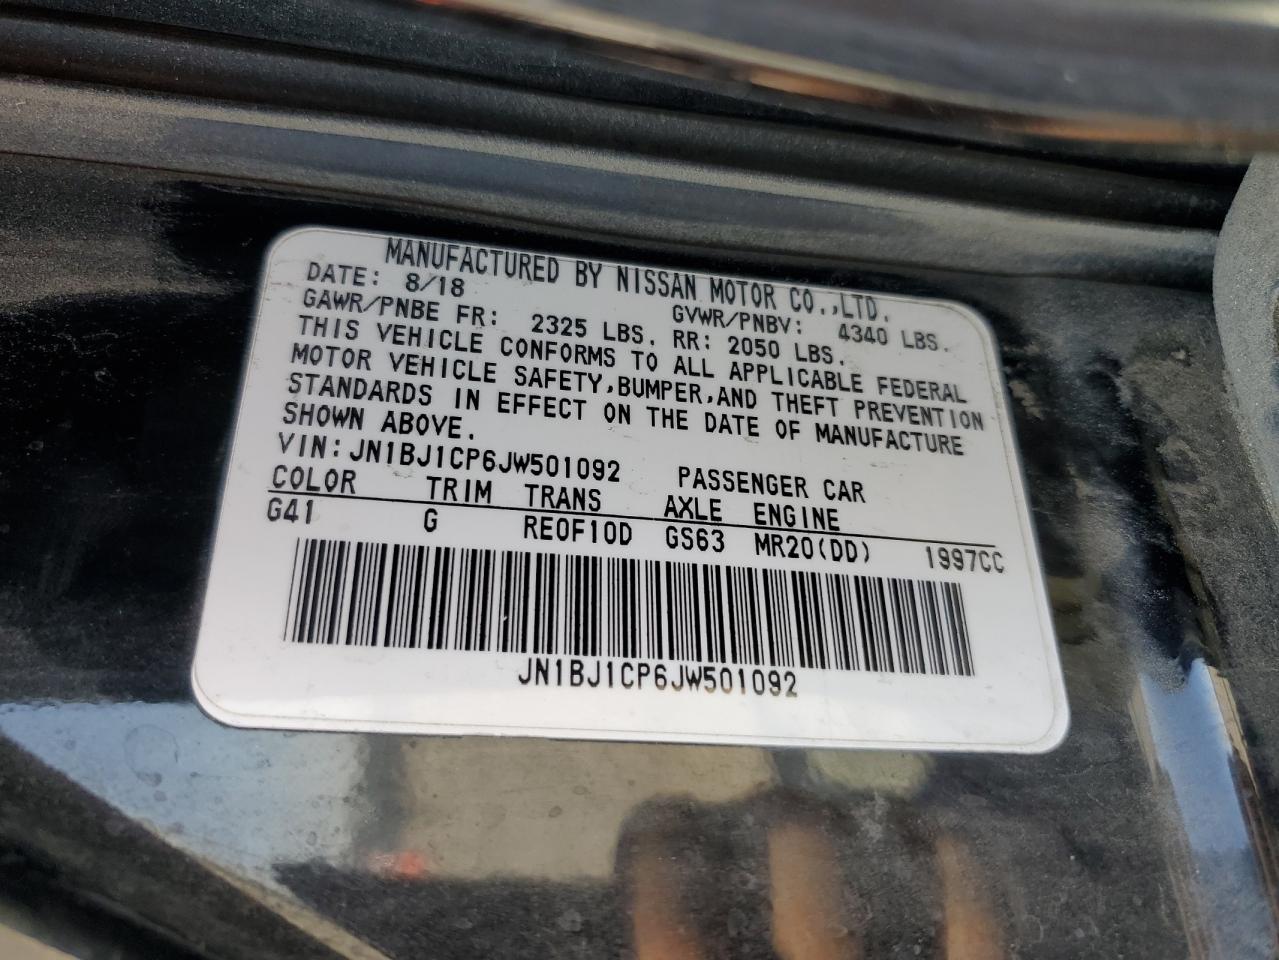 MANUFACTURED BY NISSAN MOTOR CO.,LTD.
DATE: 8/18 GVWR/PNBV: 4340 LBS.
GAWR/PNBE FR: 2325 LBS. RR: 2050 LBS.
THIS VEHICLE CONFORMS TO ALL APPLICABLE FEDERAL
MOTOR VEHICLE SAFETY,BUMPER,AND THEFT PREVENTION
STANDARDS IN EFFECT ON THE DATE OF MANUFACTURE
SHOWN ABOVE.
VIN: JN1BJ1CP6JW501092 PASSENGER CAR
COLOR TRIM TRANS AXLE ENGINE
G41 G RE0F10D GS63 MR20(DD) 1997CC
JN1BJ1CP6JW501092